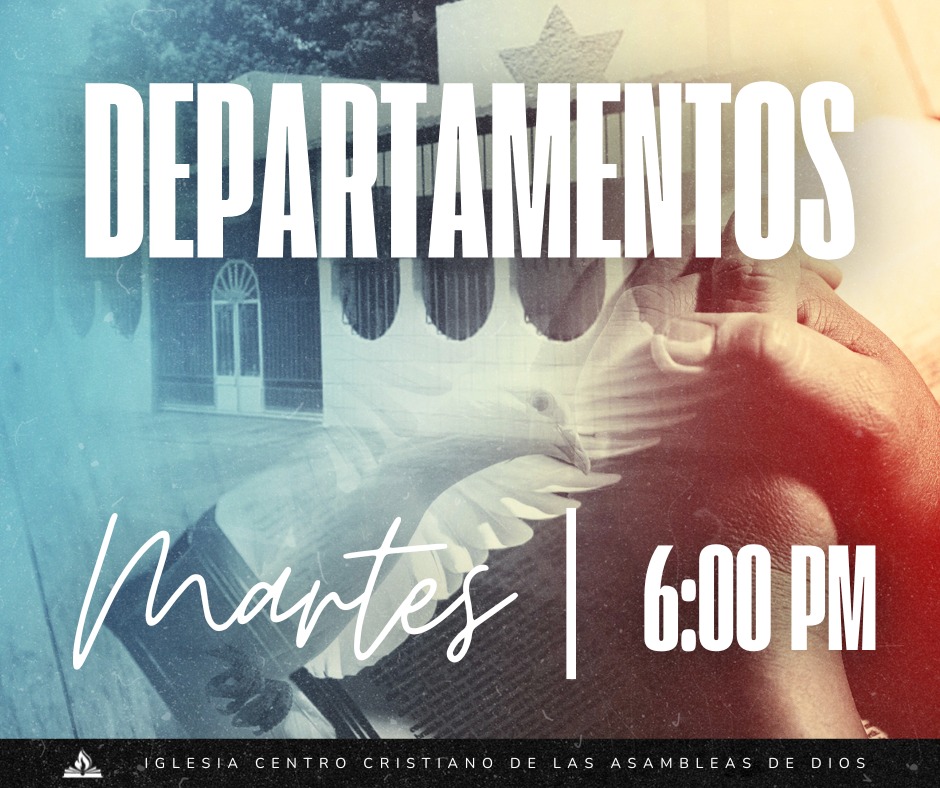 DEPARTAMENTOS
Martes | 6:00 PM
IGLESIA CENTRO CRISTIANO DE LAS ASAMBLEAS DE DIOS